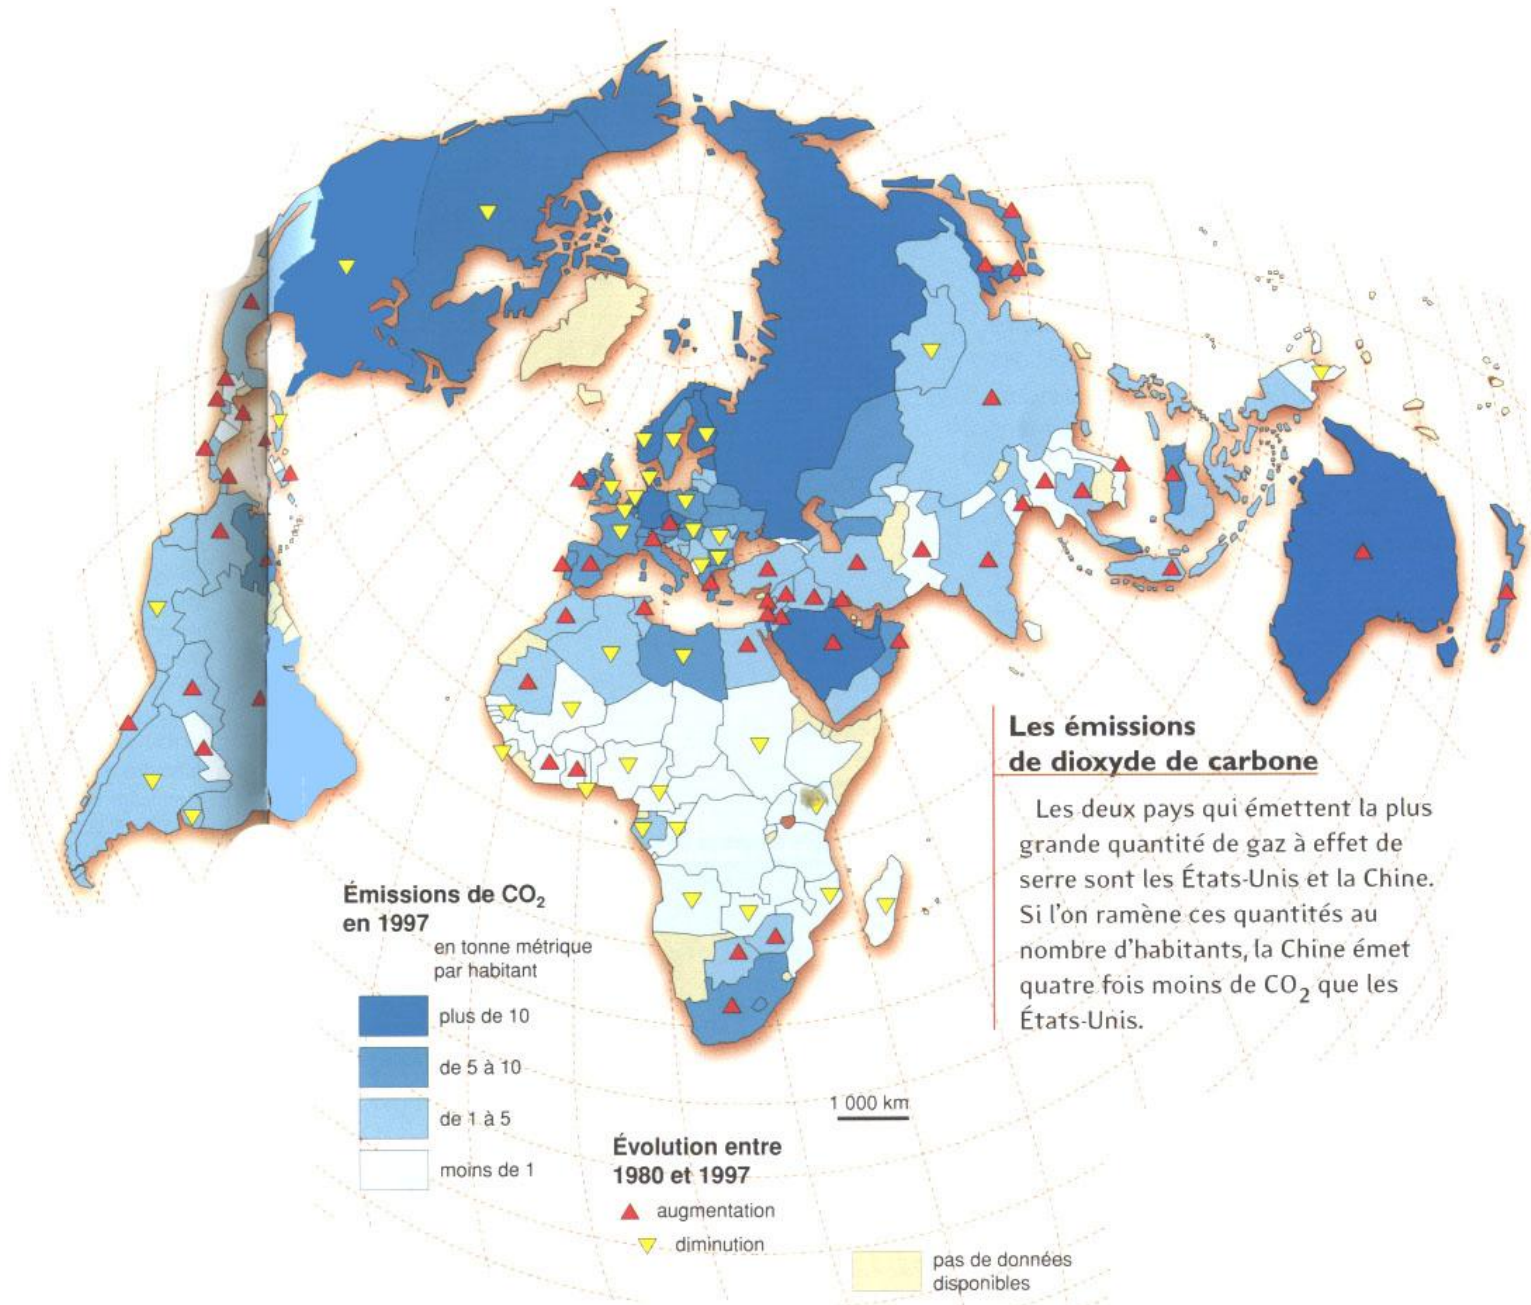 Les émissions
de dioxyde de carbone
Les deux pays qui émettent la plus
grande quantité de gaz à effet de
serre sont les États-Unis et la Chine.
Si l'on ramène ces quantités au
nombre d'habitants, la Chine émet
quatre fois moins de CO₂ que les
États-Unis.
Émissions de CO₂
en 1997
en tonne métrique
par habitant
plus de 10
de 5 à 10
de 1 à 5
moins de 1
Évolution entre
1980 et 1997
augmentation
diminution
1 000 km
pas de données
disponibles